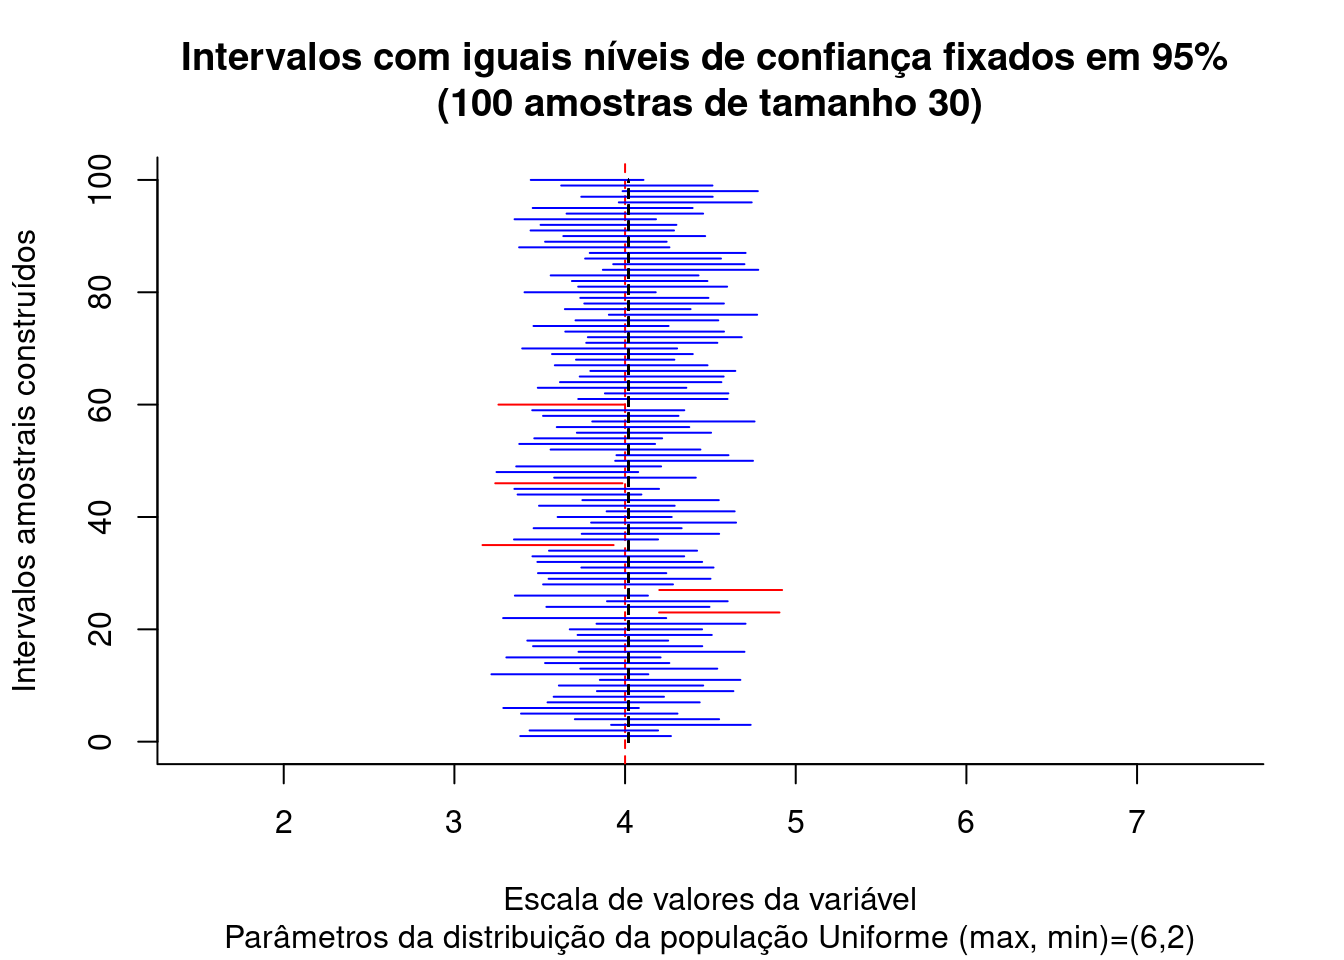 Intervalos com iguais níveis de confiança fixados em 95%
(100 amostras de tamanho 30)
Intervalos amostrais construídos
100
80
60
40
20
0
2 3 4 5 6 7
Escala de valores da variável
Parâmetros da distribuição da população Uniforme (max, min)=(6,2)